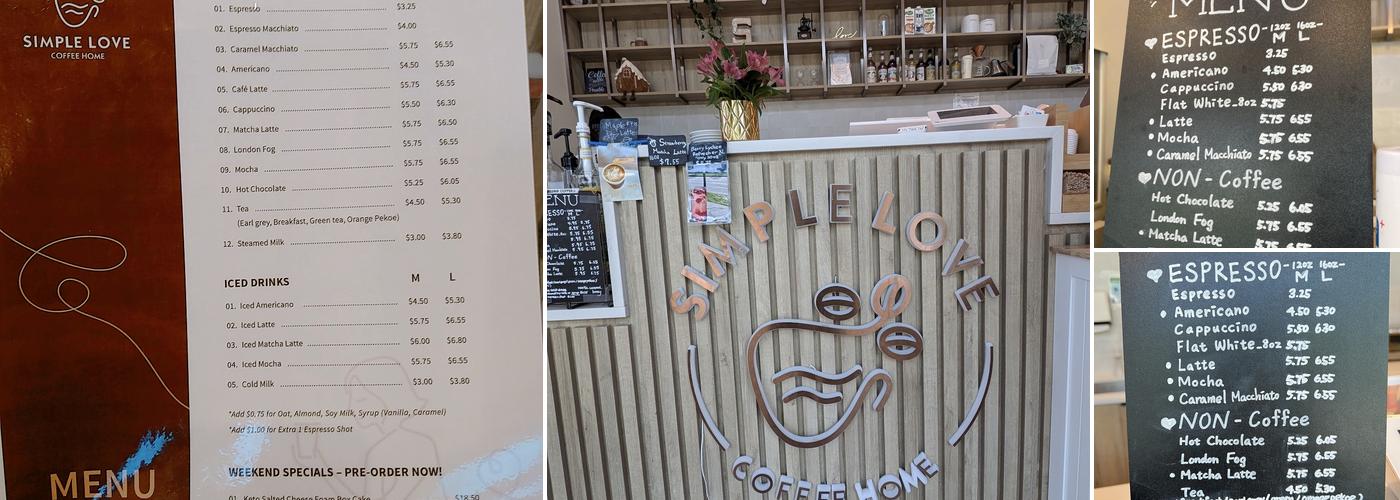 SIMPLE LOVE
COFFEE HOME
01. Espresso $3.25
02. Espresso Macchiato $4.00
03. Caramel Macchiato $5.75 $6.55
04. Americano $4.50 $5.30
05. Café Latte $5.75 $6.55
06. Cappuccino $5.50 $6.30
07. Matcha Latte $5.75 $6.50
08. London Fog $5.75 $6.55
09. Mocha $5.75 $6.55
10. Hot Chocolate $5.25 $6.05
11. Tea $4.50 $5.30
(Earl grey, Breakfast, Green tea, Orange Pekoe)
12. Steamed Milk $3.00 $3.80
ICED DRINKS M L
01. Iced Americano $4.50 $5.30
02. Iced Latte $5.75 $6.55
03. Iced Matcha Latte $6.00 $6.80
04. Iced Mocha $5.75 $6.55
05. Cold Milk $3.00 $3.80
*Add $0.75 for Oat, Almond, Soy Milk, Syrup (Vanilla, Caramel)
*Add $1.00 for Extra 1 Espresso Shot
WEEKEND SPECIALS – PRE-ORDER NOW!
01. Keto Salted Cheese Foam Box Cake $18.50
MENU
S
love
Strawberry
Matcha Latte
$7.55
SIMPLE LOVE
COFFEE HOME
MENU
ESPRESSO - 12oz 16oz-
M L
Espresso 3.25
Americano 4.50 5.30
Cappuccino 5.50 6.30
Flat White_8oz 5.75
Latte 5.75 6.55
Mocha 5.75 6.55
Caramel Macchiato 5.75 6.55
NON - Coffee
Hot Chocolate 5.25 6.05
London Fog 5.75 6.55
Matcha Latte 5.75 6.55
ESPRESSO - 12oz 16oz-
M L
Espresso 3.25
Americano 4.50 5.30
Cappuccino 5.50 6.30
Flat White_8oz 5.75
Latte 5.75 6.55
Mocha 5.75 6.55
Caramel Macchiato 5.75 6.55
NON - Coffee
Hot Chocolate 5.25 6.05
London Fog 5.75 6.55
Matcha Latte 5.75 6.55
Tea 4.50 5.30